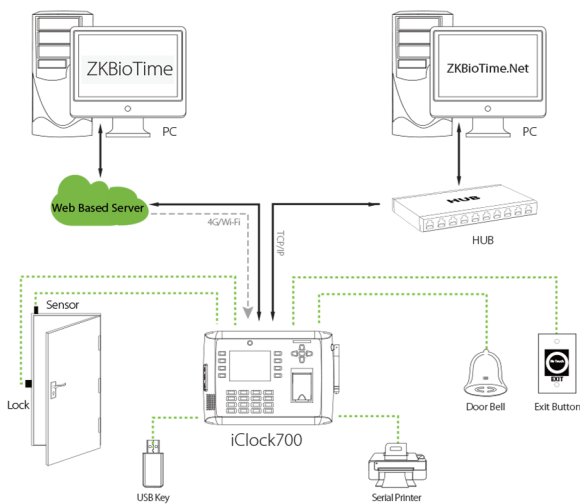 ZKBioTime
ZKBioTime.Net
PC
PC
Web Based Server
4G/Wi-Fi
TCP/IP
HUB
HUB
Sensor
Lock
Door Bell
EXIT
Exit Button
iClock700
USB Key
Serial Printer